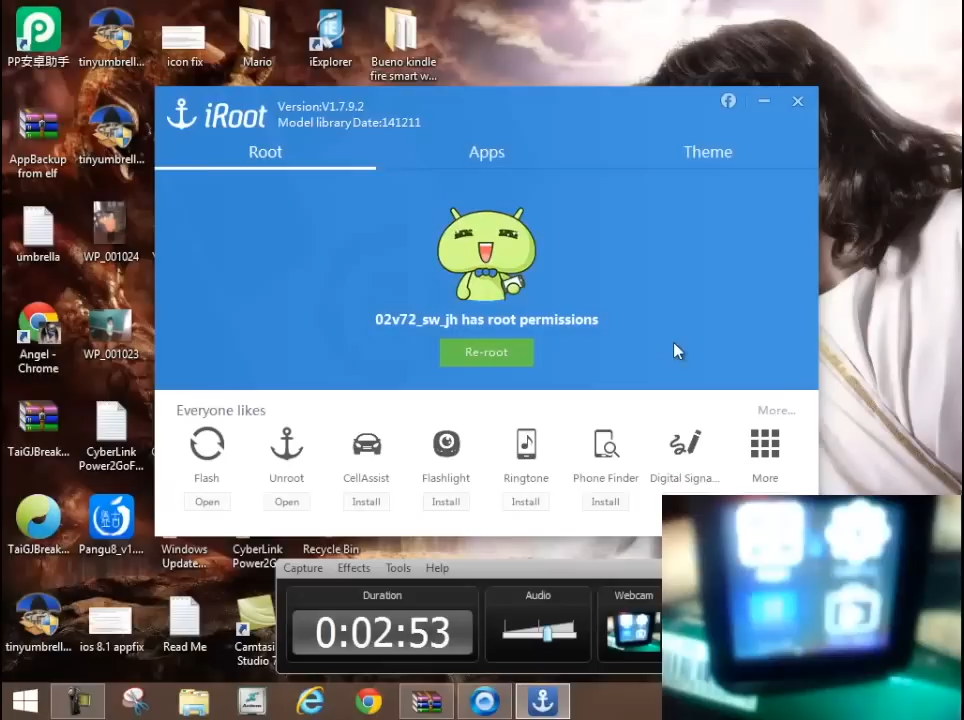 PP安卓助手
tinyumbrell...
icon fix
Mario
iExplorer
Bueno kindle
fire smart w...
AppBackup
from elf
tinyumbrell...
umbrella
WP_001024
Angel -
Chrome
WP_001023
TaiGJBreak...
CyberLink
Power2GoF...
TaiGJBreak...
Pangu8_v1....
Windows
Update...
CyberLink
Power2G
Recycle Bin
tinyumbrell...
ios 8.1 appfix
Read Me
Camtasi
Studio 7
iRoot
Version:V1.7.9.2
Model libraryDate:141211
Root
Apps
Theme
02v72_sw_jh has root permissions
Re-root
Everyone likes
More...
Flash
Unroot
CellAssist
Flashlight
Ringtone
Phone Finder
Digital Signa...
More
Open
Open
Install
Install
Install
Install
Capture
Effects
Tools
Help
Duration
Audio
Webcam
0:02:53